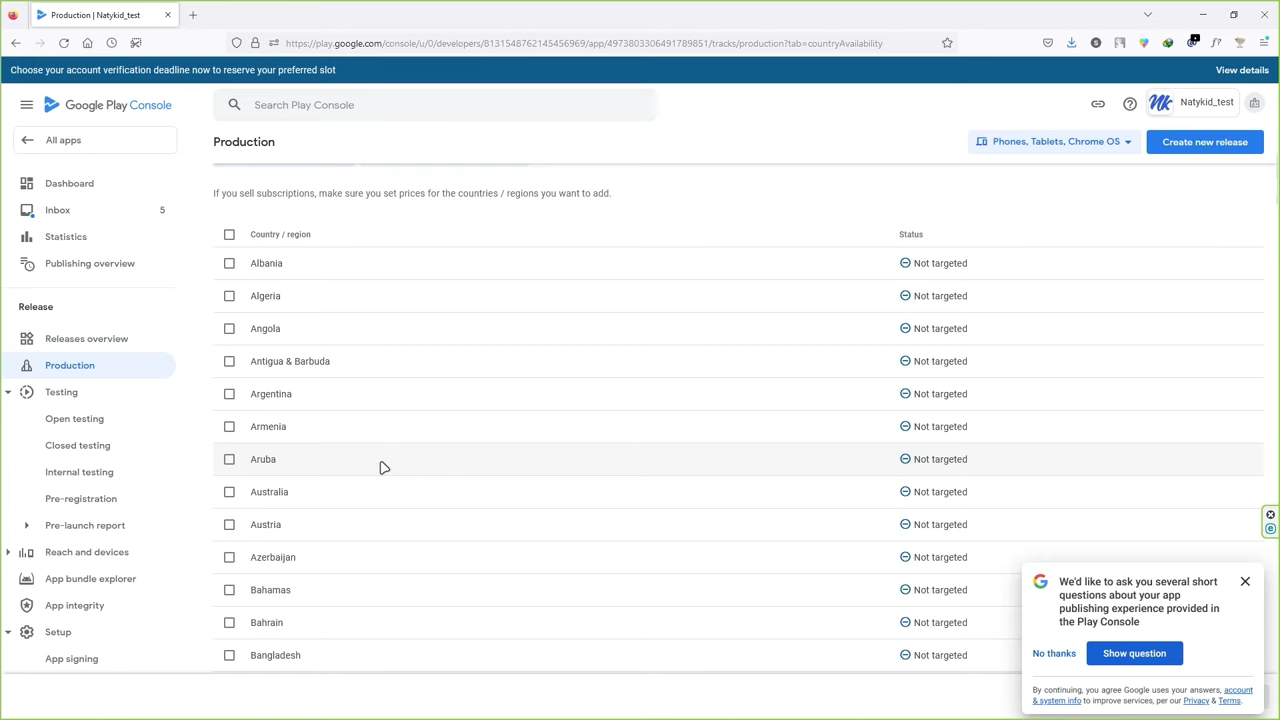 Production | Natykid_test
https://play.google.com/console/u/0/developers/8101548762145456969/app/4973803306491789851/tracks/production?tab=countryAvailability
Choose your account verification deadline now to reserve your preferred slot
View details
Google Play Console
Search Play Console
Natykid_test
All apps
Production
Phones, Tablets, Chrome OS
Create new release
Dashboard
Inbox 5
Statistics
Publishing overview
Release
Releases overview
Production
Testing
Open testing
Closed testing
Internal testing
Pre-registration
Pre-launch report
Reach and devices
App bundle explorer
App integrity
Setup
App signing
If you sell subscriptions, make sure you set prices for the countries / regions you want to add.
Country / region Status
Albania Not targeted
Algeria Not targeted
Angola Not targeted
Antigua & Barbuda Not targeted
Argentina Not targeted
Armenia Not targeted
Aruba Not targeted
Australia Not targeted
Austria Not targeted
Azerbaijan Not targeted
Bahamas Not targeted
Bahrain Not targeted
Bangladesh Not targeted
We'd like to ask you several short
questions about your app
publishing experience provided in
the Play Console
No thanks
Show question
By continuing, you agree Google uses your answers, account
& system info to improve services, per our Privacy & Terms.